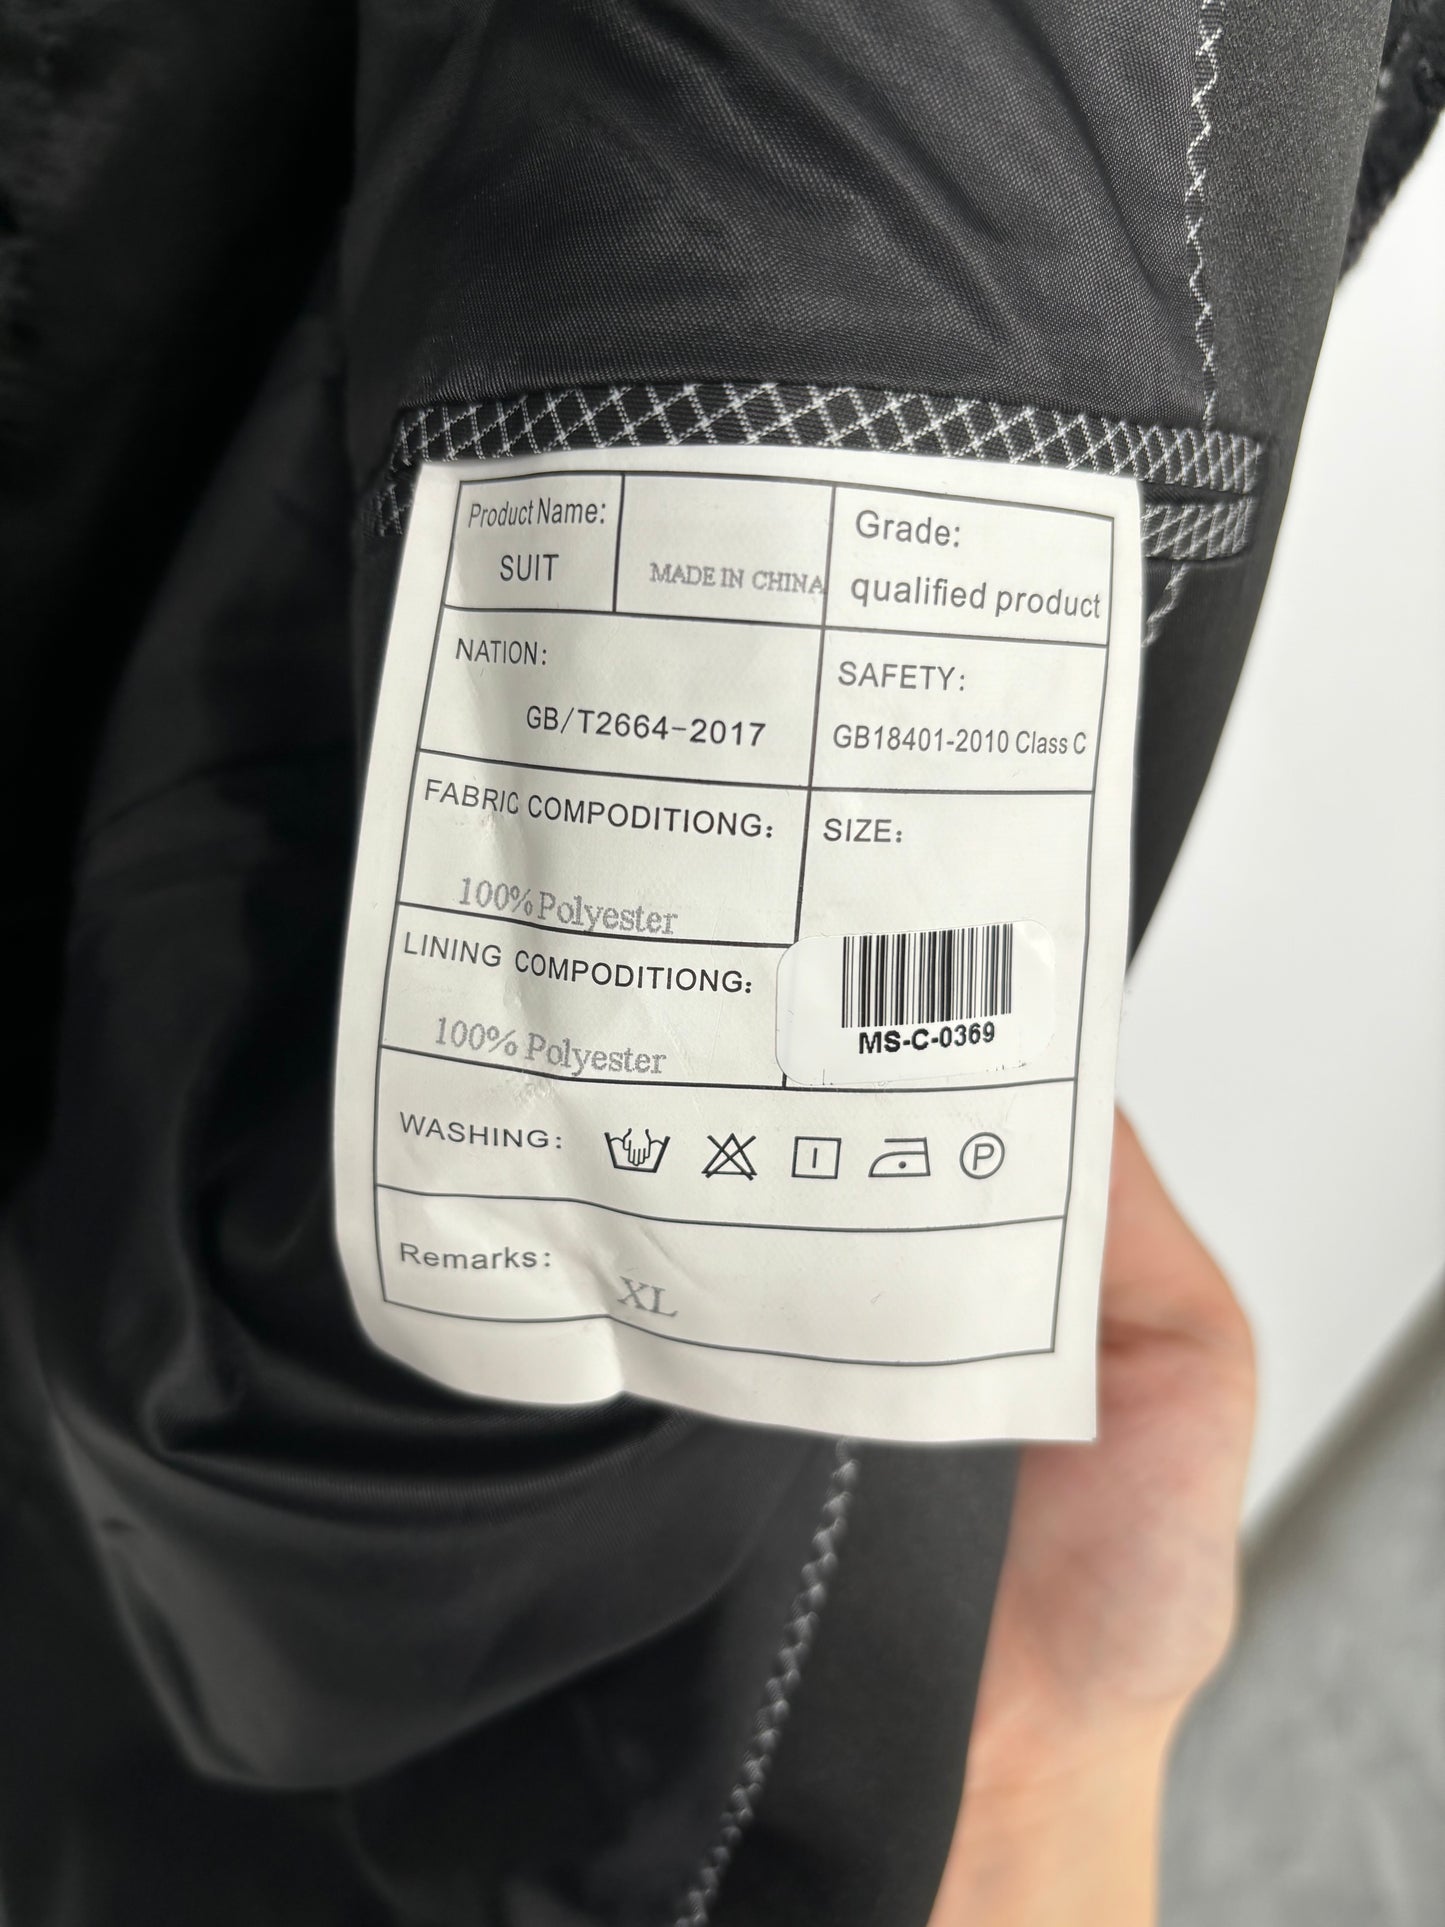 Product Name:
SUIT
MADE IN CHINA
Grade:
qualified product
NATION:
GB/T2664-2017
SAFETY:
GB18401-2010 Class C
FABRIC COMPODITIONG:
100% Polyester
SIZE:
LINING COMPODITIONG:
100% Polyester
MS-C-0369
WASHING:
P
Remarks:
XL